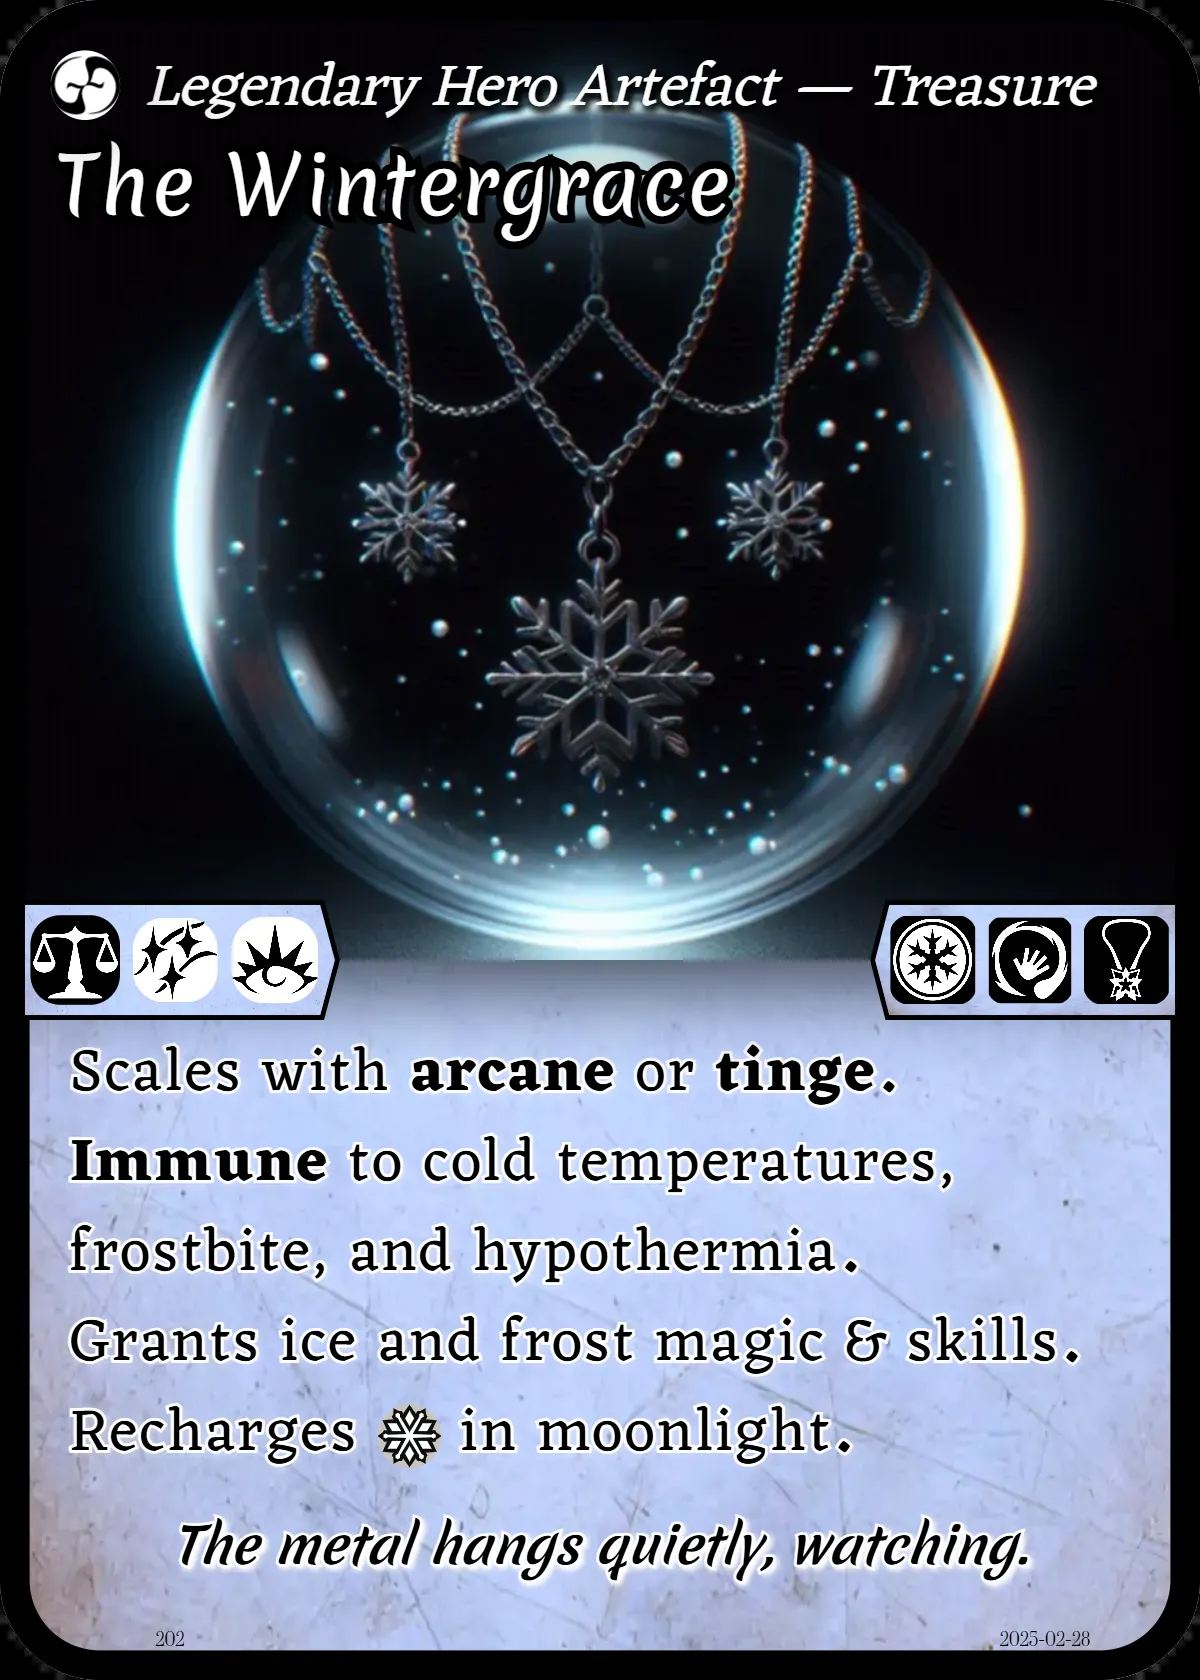 Legendary Hero Artefact — Treasure
The Wintergrace
Scales with arcane or tinge.
Immune to cold temperatures,
frostbite, and hypothermia.
Grants ice and frost magic & skills.
Recharges in moonlight.
The metal hangs quietly, watching.
202
2025-02-28